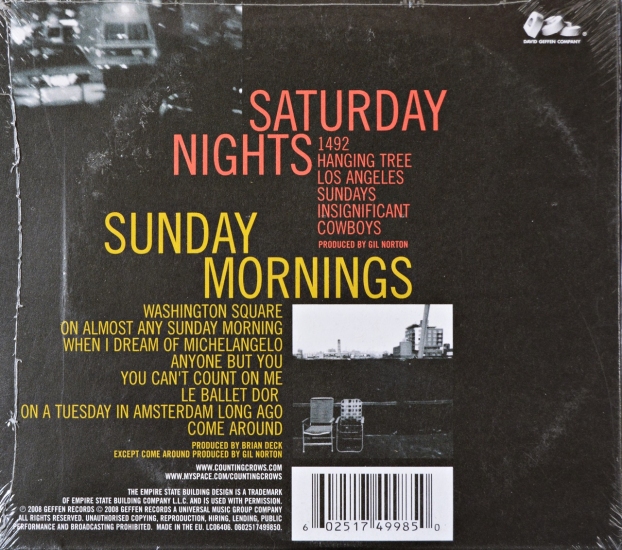 DAVID GEFFEN COMPANY
SATURDAY
NIGHTS
1492
HANGING TREE
LOS ANGELES
SUNDAYS
INSIGNIFICANT
COWBOYS
PRODUCED BY GIL NORTON
SUNDAY
MORNINGS
WASHINGTON SQUARE
ON ALMOST ANY SUNDAY MORNING
WHEN I DREAM OF MICHELANGELO
ANYONE BUT YOU
YOU CAN'T COUNT ON ME
LE BALLET DOR
ON A TUESDAY IN AMSTERDAM LONG AGO
COME AROUND
PRODUCED BY BRIAN DECK
EXCEPT COME AROUND PRODUCED BY GIL NORTON
WWW.COUNTINGCROWS.COM
WWW.MYSPACE.COM/COUNTINGCROWS
THE EMPIRE STATE BUILDING DESIGN IS A TRADEMARK
OF EMPIRE STATE BUILDING COMPANY L.L.C. AND IS USED WITH PERMISSION.
℗ 2008 GEFFEN RECORDS © 2008 GEFFEN RECORDS A UNIVERSAL MUSIC GROUP COMPANY
ALL RIGHTS RESERVED. UNAUTHORISED COPYING, REPRODUCTION, HIRING, LENDING, PUBLIC
PERFORMANCE AND BROADCASTING PROHIBITED. MADE IN THE EU. LC06406. 0602517499850.
6 02517 49985 0